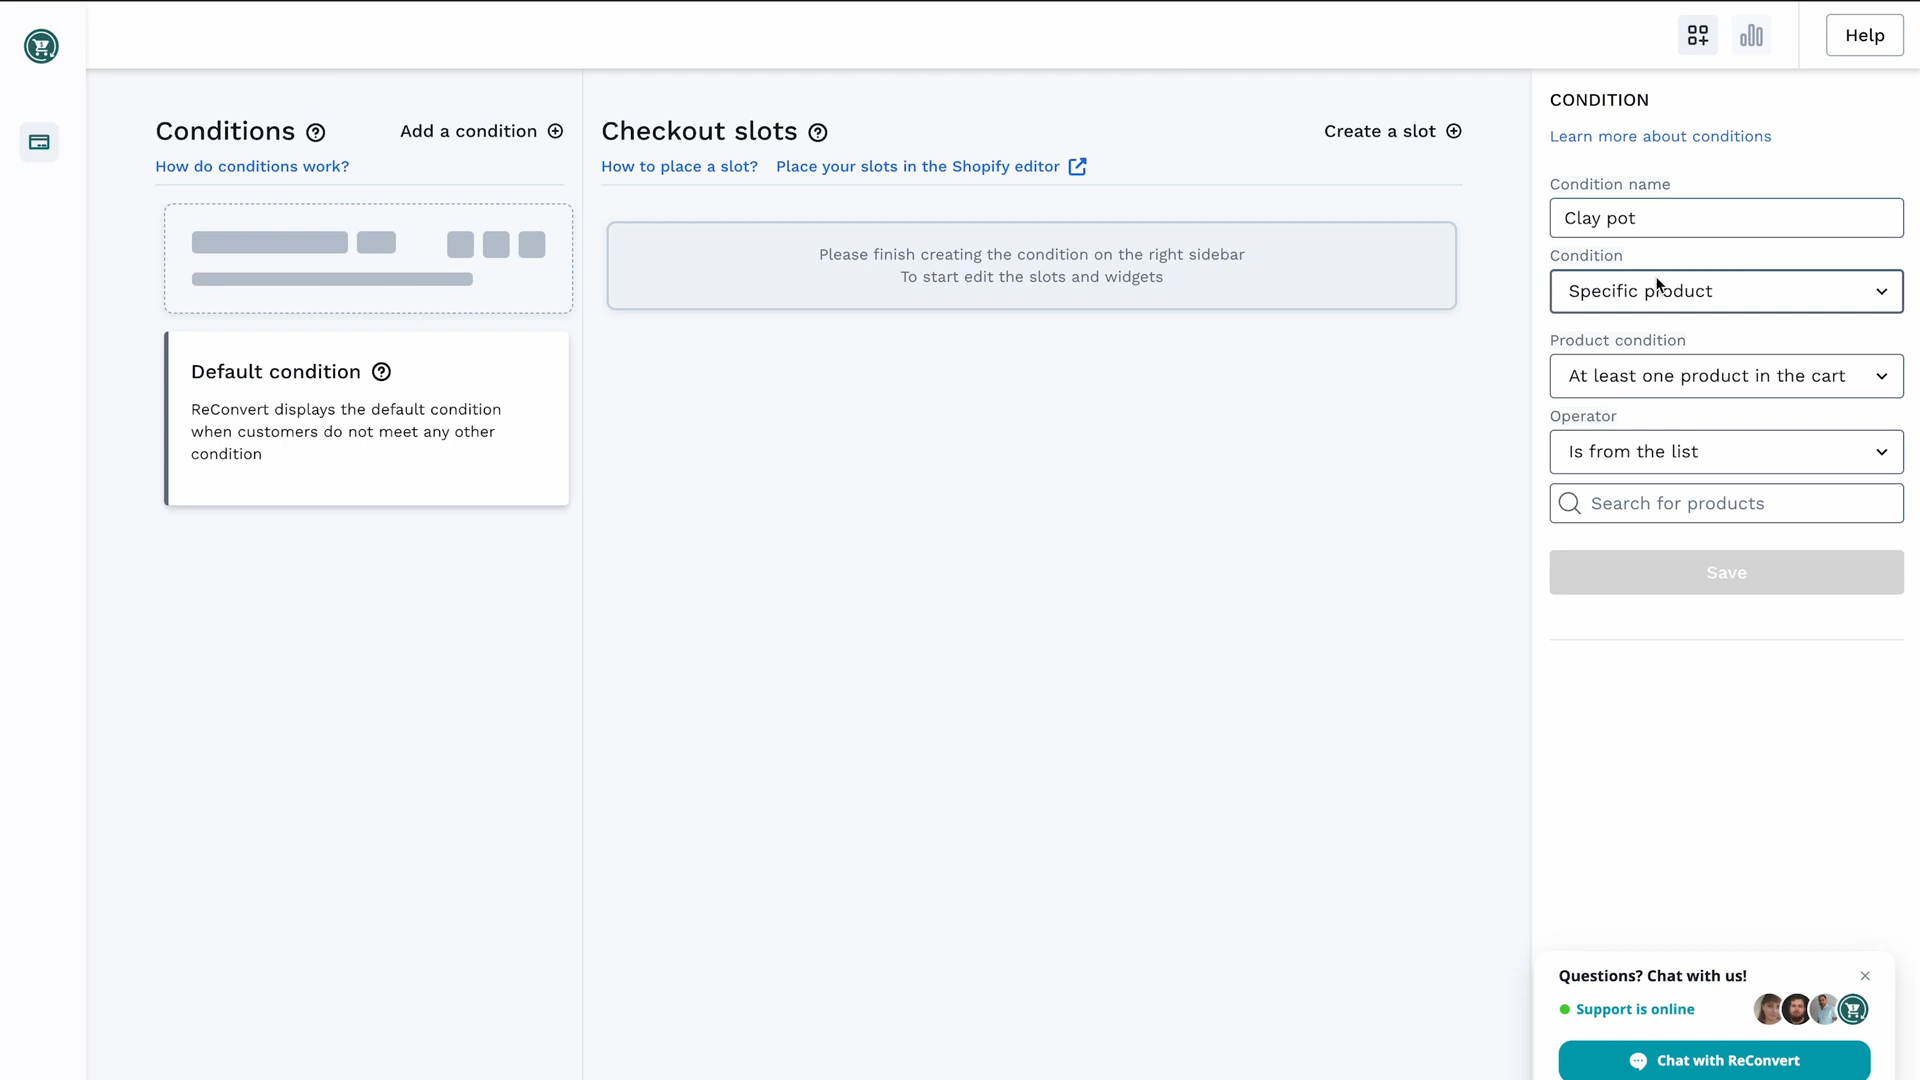 Help
Conditions
Add a condition
How do conditions work?
Default condition
ReConvert displays the default condition
when customers do not meet any other
condition
Checkout slots
Create a slot
How to place a slot?
Place your slots in the Shopify editor
Please finish creating the condition on the right sidebar
To start edit the slots and widgets
CONDITION
Learn more about conditions
Condition name
Clay pot
Condition
Specific product
Product condition
At least one product in the cart
Operator
Is from the list
Search for products
Save
Questions? Chat with us!
Support is online
Chat with ReConvert